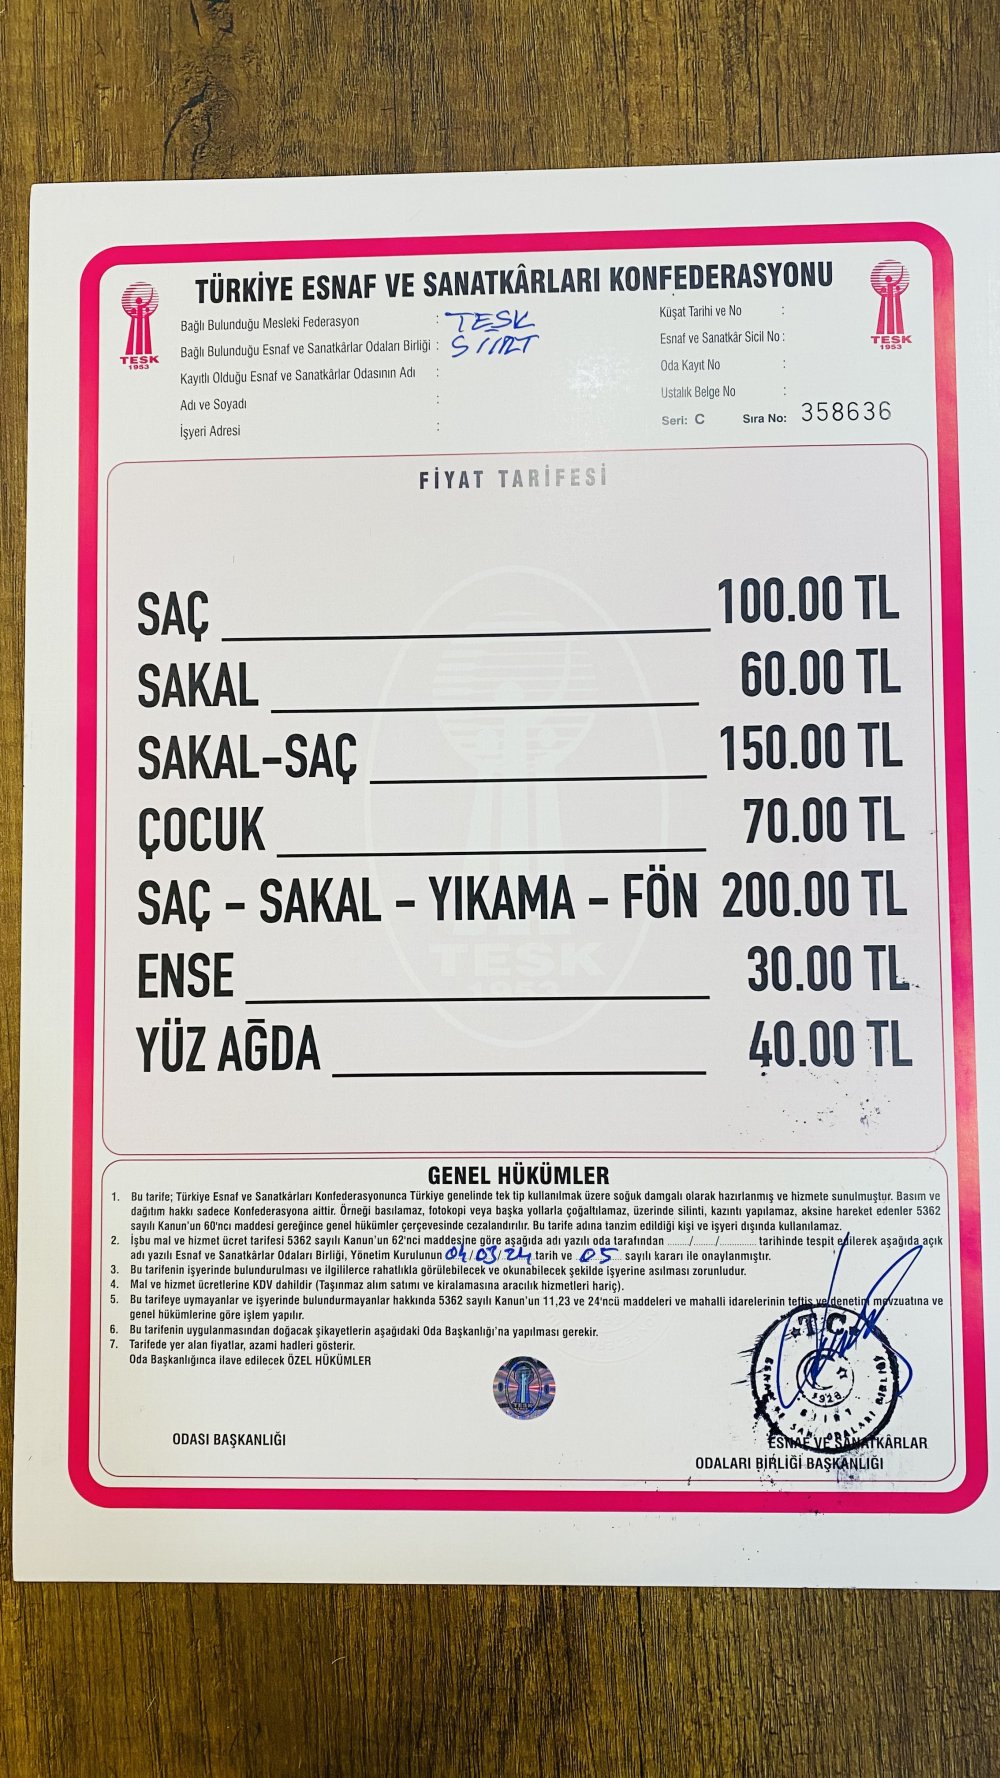 TÜRKİYE ESNAF VE SANATKÂRLARI KONFEDERASYONU
TESK
1953
TESK
1953
Bağlı Bulunduğu Mesleki Federasyon : TESK
Bağlı Bulunduğu Esnaf ve Sanatkârlar Odaları Birliği : SİİRT
Kayıtlı Olduğu Esnaf ve Sanatkârlar Odasının Adı :
Adı ve Soyadı :
İşyeri Adresi :
Küşat Tarihi ve No :
Esnaf ve Sanatkâr Sicil No :
Oda Kayıt No :
Ustalık Belge No :
Seri: C Sıra No: 358636
FİYAT TARİFESİ
SAÇ 100.00 TL
SAKAL 60.00 TL
SAKAL-SAÇ 150.00 TL
ÇOCUK 70.00 TL
SAÇ - SAKAL - YIKAMA - FÖN 200.00 TL
ENSE 30.00 TL
YÜZ AĞDA 40.00 TL
TESK
1953
GENEL HÜKÜMLER
1. Bu tarife; Türkiye Esnaf ve Sanatkârları Konfederasyonunca Türkiye genelinde tek tip kullanılmak üzere soğuk damgalı olarak hazırlanmış ve hizmete sunulmuştur. Basım ve
dağıtım hakkı sadece Konfederasyona aittir. Örneği basılamaz, fotokopi veya başka yollarla çoğaltılamaz, üzerinde silinti, kazıntı yapılamaz, aksine hareket edenler 5362
sayılı Kanun'un 60'ncı maddesi gereğince genel hükümler çerçevesinde cezalandırılır. Bu tarife adına tanzim edildiği kişi ve işyeri dışında kullanılamaz.
2. İşbu mal ve hizmet ücret tarifesi 5362 sayılı Kanun'un 62'nci maddesine göre aşağıda adı yazılı oda tarafından ......../......../............ tarihinde tespit edilerek aşağıda açık
adı yazılı Esnaf ve Sanatkârlar Odaları Birliği, Yönetim Kurulunun 04/03/24 tarih ve 05 sayılı kararı ile onaylanmıştır.
3. Bu tarifenin işyerinde bulundurulması ve ilgililerce rahatlıkla görülebilecek ve okunabilecek şekilde işyerine asılması zorunludur.
4. Mal ve hizmet ücretlerine KDV dahildir (Taşınmaz alım satımı ve kiralamasına aracılık hizmetleri hariç).
5. Bu tarifeye uymayanlar ve işyerinde bulundurmayanlar hakkında 5362 sayılı Kanun'un 11,23 ve 24'ncü maddeleri ve mahalli idarelerinin teftiş ve denetim mevzuatına ve
genel hükümlere göre işlem yapılır.
6. Bu tarifenin uygulanmasından doğacak şikayetlerin aşağıdaki Oda Başkanlığı'na yapılması gerekir.
7. Tarifede yer alan fiyatlar, azami hadleri gösterir.
Oda Başkanlığınca ilave edilecek ÖZEL HÜKÜMLER
TESK
T.C.
1928
SİİRT
ODALARI BİRLİĞİ
ODASI BAŞKANLIĞI
ESNAF VE SANATKÂRLAR
ODALARI BİRLİĞİ BAŞKANLIĞI